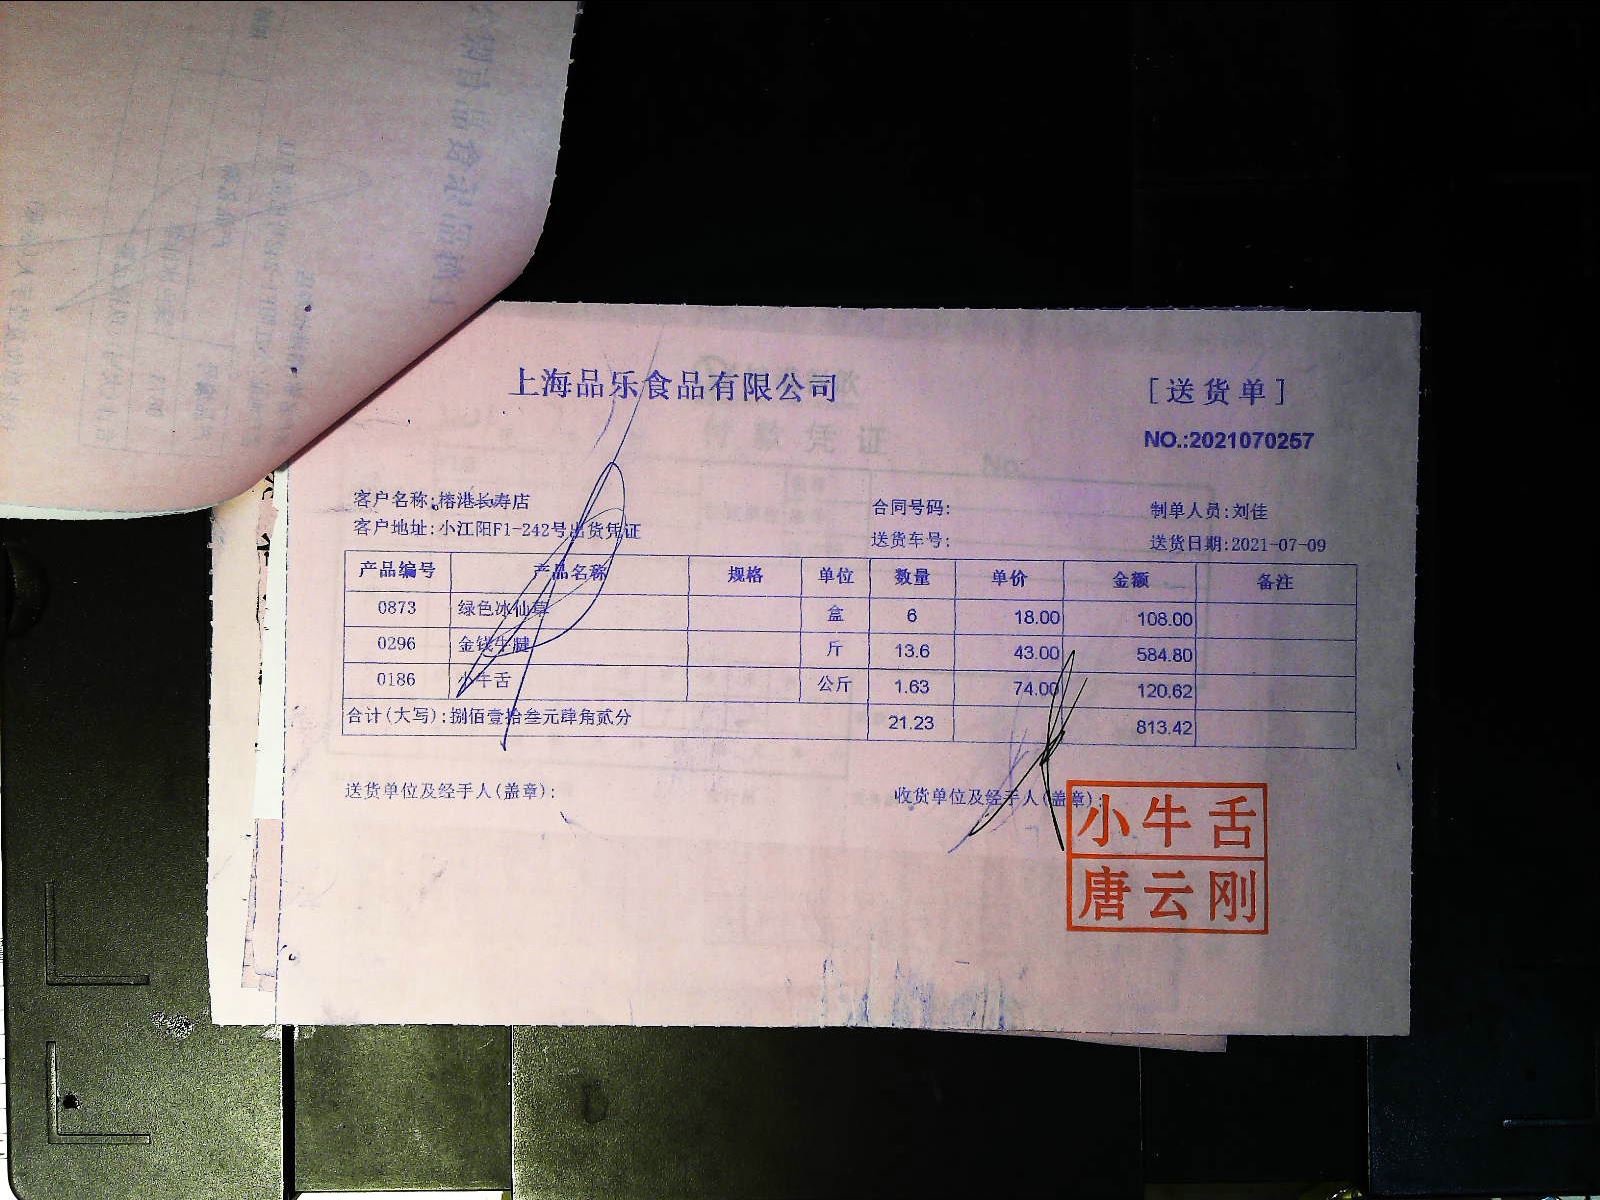 上海品乐食品有限公司
[送货单]
NO.:2021070257
客户名称:椿港长寿店 合同号码: 制单人员:刘佳
客户地址:小江阳F1-242号出货凭证 送货车号: 送货日期:2021-07-09
产品编号 产品名称 规格 单位 数量 单价 金额 备注
0873 绿色冰仙草 盒 6 18.00 108.00
0296 金钱牛腱 斤 13.6 43.00 584.80
0186 小牛舌 公斤 1.63 74.00 120.62
合计(大写):捌佰壹拾叁元肆角贰分 21.23 813.42
送货单位及经手人(盖章): 收货单位及经手人(盖章):
小牛舌
唐云刚
付款凭证
No.